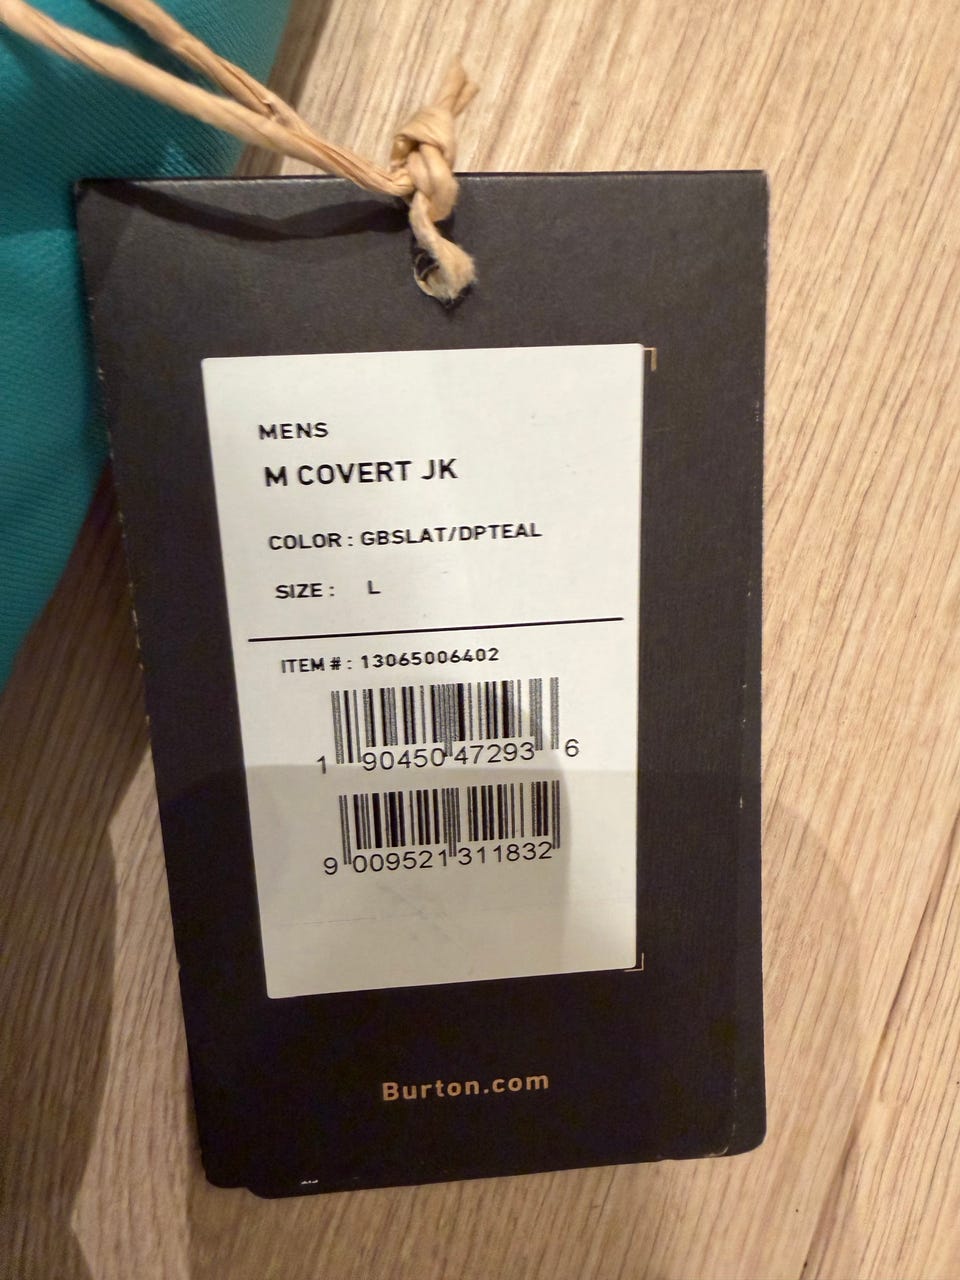 MENS
M COVERT JK
COLOR : GBSLAT/DPTEAL
SIZE : L
ITEM # : 13065006402
1 90450 47293 6
9 009521 311832
Burton.com